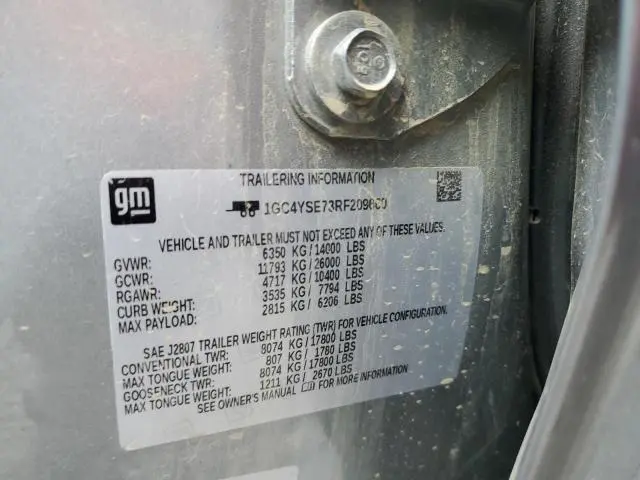 gm
TRAILERING INFORMATION
VEHICLE AND TRAILER MUST NOT EXCEED ANY OF THESE VALUES.
GVWR: 6350 KG / 14000 LBS
GCWR: 11793 KG / 26000 LBS
RGAWR: 4717 KG / 10400 LBS
CURB WEIGHT: 3535 KG / 7794 LBS
MAX PAYLOAD: 2815 KG / 6206 LBS
SAE J2807 TRAILER WEIGHT RATING (TWR) FOR VEHICLE CONFIGURATION.
CONVENTIONAL TWR: 8074 KG / 17800 LBS
MAX TONGUE WEIGHT: 807 KG / 1780 LBS
GOOSENECK TWR: 8074 KG / 17800 LBS
MAX TONGUE WEIGHT: 1211 KG / 2670 LBS
SEE OWNER'S MANUAL FOR MORE INFORMATION